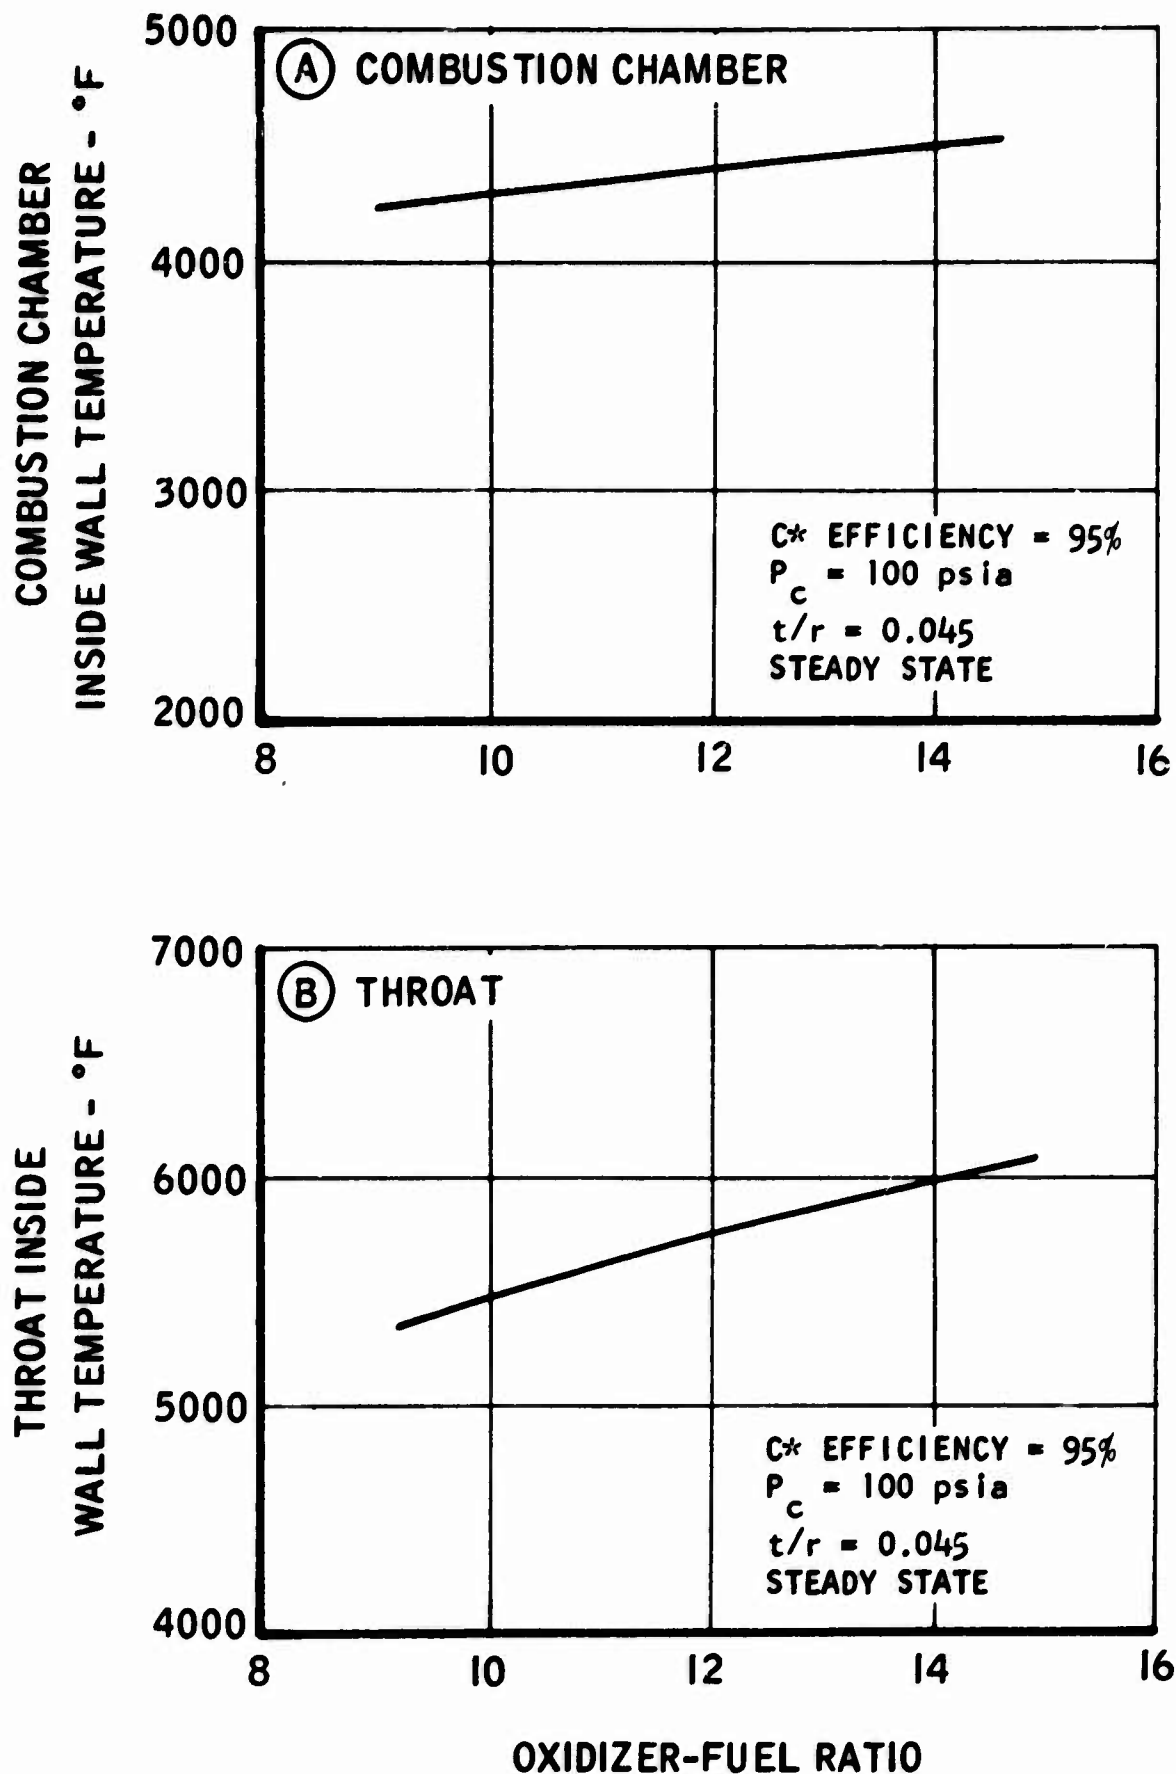 5000
(A) COMBUSTION CHAMBER
COMBUSTION CHAMBER
INSIDE WALL TEMPERATURE - °F
4000
3000
C* EFFICIENCY = 95%
Pc = 100 psia
t/r = 0.045
STEADY STATE
2000
8 10 12 14 16
7000
(B) THROAT
THROAT INSIDE
WALL TEMPERATURE - °F
6000
5000
C* EFFICIENCY = 95%
Pc = 100 psia
t/r = 0.045
STEADY STATE
4000
8 10 12 14 16
OXIDIZER-FUEL RATIO